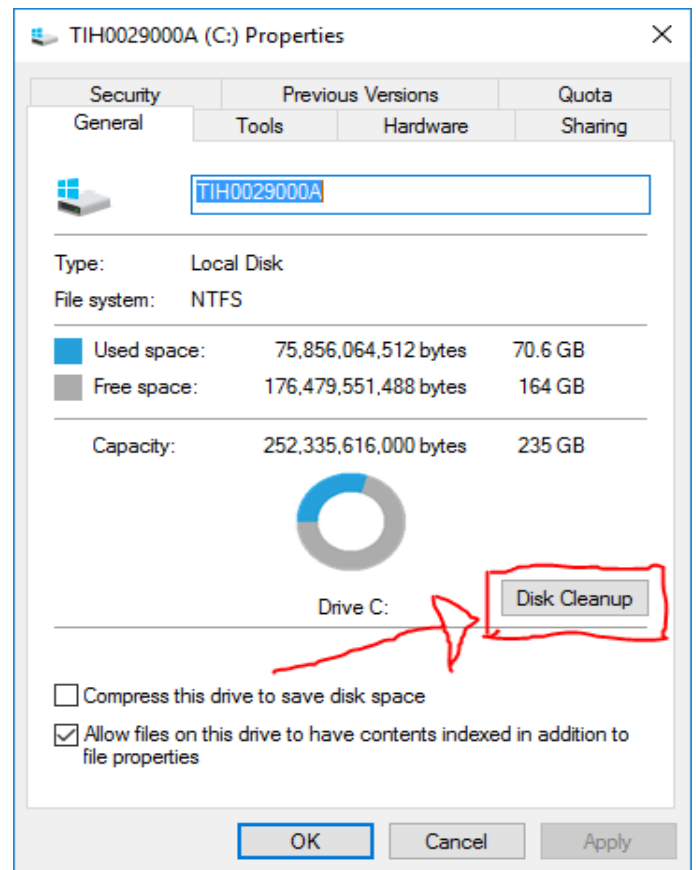 TIH0029000A (C:) Properties
Security Previous Versions Quota
General Tools Hardware Sharing
TIH0029000A
Type: Local Disk
File system: NTFS
Used space: 75,856,064,512 bytes 70.6 GB
Free space: 176,479,551,488 bytes 164 GB
Capacity: 252,335,616,000 bytes 235 GB
Drive C: Disk Cleanup
Compress this drive to save disk space
Allow files on this drive to have contents indexed in addition to
file properties
OK Cancel Apply